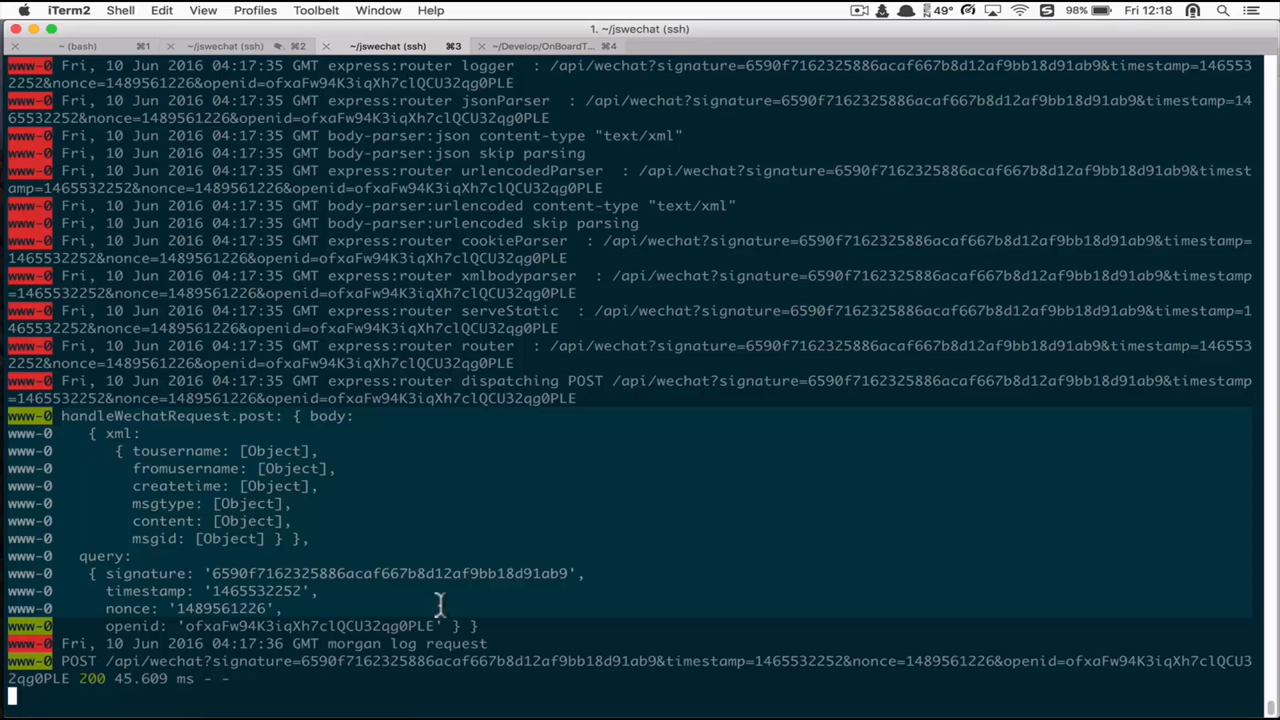 iTerm2 Shell Edit View Profiles Toolbelt Window Help 49° 98% Fri 12:18
1. ~/jswechat (ssh)
~ (bash) ⌘1 ~/jswechat (ssh) ⌘2 ~/jswechat (ssh) ⌘3 ~/Develop/OnBoardT... ⌘4
www-0 Fri, 10 Jun 2016 04:17:35 GMT express:router logger : /api/wechat?signature=6590f7162325886acaf667b8d12af9bb18d91ab9&timestamp=146553
2252&nonce=1489561226&openid=ofxaFw94K3iqXh7clQCU32qg0PLE
www-0 Fri, 10 Jun 2016 04:17:35 GMT express:router jsonParser : /api/wechat?signature=6590f7162325886acaf667b8d12af9bb18d91ab9&timestamp=14
65532252&nonce=1489561226&openid=ofxaFw94K3iqXh7clQCU32qg0PLE
www-0 Fri, 10 Jun 2016 04:17:35 GMT body-parser:json content-type "text/xml"
www-0 Fri, 10 Jun 2016 04:17:35 GMT body-parser:json skip parsing
www-0 Fri, 10 Jun 2016 04:17:35 GMT express:router urlencodedParser : /api/wechat?signature=6590f7162325886acaf667b8d12af9bb18d91ab9&timest
amp=1465532252&nonce=1489561226&openid=ofxaFw94K3iqXh7clQCU32qg0PLE
www-0 Fri, 10 Jun 2016 04:17:35 GMT body-parser:urlencoded content-type "text/xml"
www-0 Fri, 10 Jun 2016 04:17:35 GMT body-parser:urlencoded skip parsing
www-0 Fri, 10 Jun 2016 04:17:35 GMT express:router cookieParser : /api/wechat?signature=6590f7162325886acaf667b8d12af9bb18d91ab9&timestamp=
1465532252&nonce=1489561226&openid=ofxaFw94K3iqXh7clQCU32qg0PLE
www-0 Fri, 10 Jun 2016 04:17:35 GMT express:router xmlbodyparser : /api/wechat?signature=6590f7162325886acaf667b8d12af9bb18d91ab9&timestamp
=1465532252&nonce=1489561226&openid=ofxaFw94K3iqXh7clQCU32qg0PLE
www-0 Fri, 10 Jun 2016 04:17:35 GMT express:router serveStatic : /api/wechat?signature=6590f7162325886acaf667b8d12af9bb18d91ab9&timestamp=1
465532252&nonce=1489561226&openid=ofxaFw94K3iqXh7clQCU32qg0PLE
www-0 Fri, 10 Jun 2016 04:17:35 GMT express:router router : /api/wechat?signature=6590f7162325886acaf667b8d12af9bb18d91ab9&timestamp=146553
2252&nonce=1489561226&openid=ofxaFw94K3iqXh7clQCU32qg0PLE
www-0 Fri, 10 Jun 2016 04:17:35 GMT express:router dispatching POST /api/wechat?signature=6590f7162325886acaf667b8d12af9bb18d91ab9&timestamp
=1465532252&nonce=1489561226&openid=ofxaFw94K3iqXh7clQCU32qg0PLE
www-0 handleWechatRequest.post: { body:
www-0 { xml:
www-0 { tousername: [Object],
www-0 fromusername: [Object],
www-0 createtime: [Object],
www-0 msgtype: [Object],
www-0 content: [Object],
www-0 msgid: [Object] } },
www-0 query:
www-0 { signature: '6590f7162325886acaf667b8d12af9bb18d91ab9',
www-0 timestamp: '1465532252',
www-0 nonce: '1489561226',
www-0 openid: 'ofxaFw94K3iqXh7clQCU32qg0PLE' } }
www-0 Fri, 10 Jun 2016 04:17:36 GMT morgan log request
www-0 POST /api/wechat?signature=6590f7162325886acaf667b8d12af9bb18d91ab9&timestamp=1465532252&nonce=1489561226&openid=ofxaFw94K3iqXh7clQCU3
2qg0PLE 200 45.609 ms - -